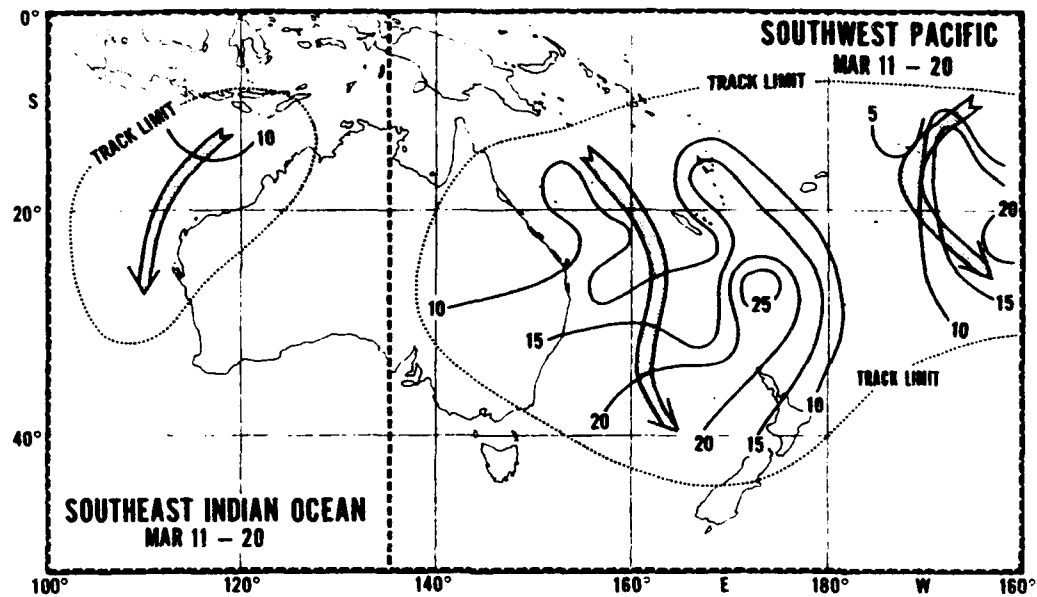 0°
SOUTHWEST PACIFIC
MAR 11 – 20
TRACK LIMIT
S
TRACK LIMIT
5
10
20°
20
10
25
15
15
10
TRACK LIMIT
10
20
20
15
40°
SOUTHEAST INDIAN OCEAN
MAR 11 – 20
100° 120° 140° 160° E 180° W 160°